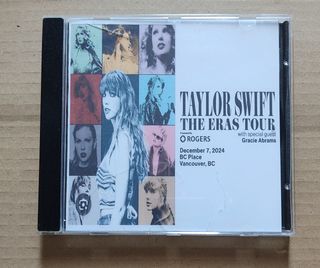 TAYLOR SWIFT
THE ERAS TOUR
ROGERS
with special guest
Gracie Abrams
December 7, 2024
BC Place
Vancouver, BC